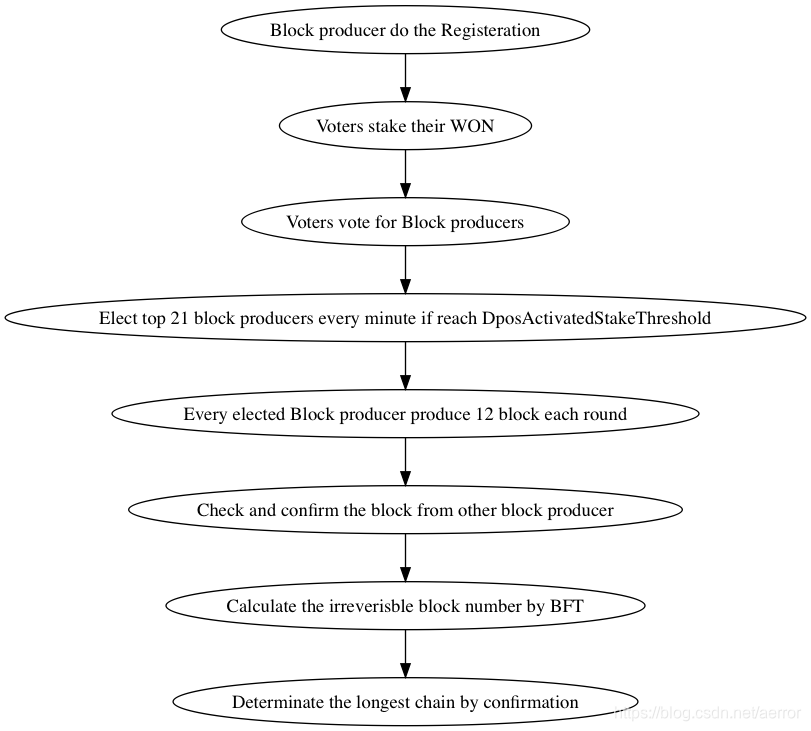 Block producer do the Registeration
Voters stake their WON
Voters vote for Block producers
Elect top 21 block producers every minute if reach DposActivatedStakeThreshold
Every elected Block producer produce 12 block each round
Check and confirm the block from other block producer
Calculate the irreverisble block number by BFT
Determinate the longest chain by confirmation
https://blog.csdn.net/aerror